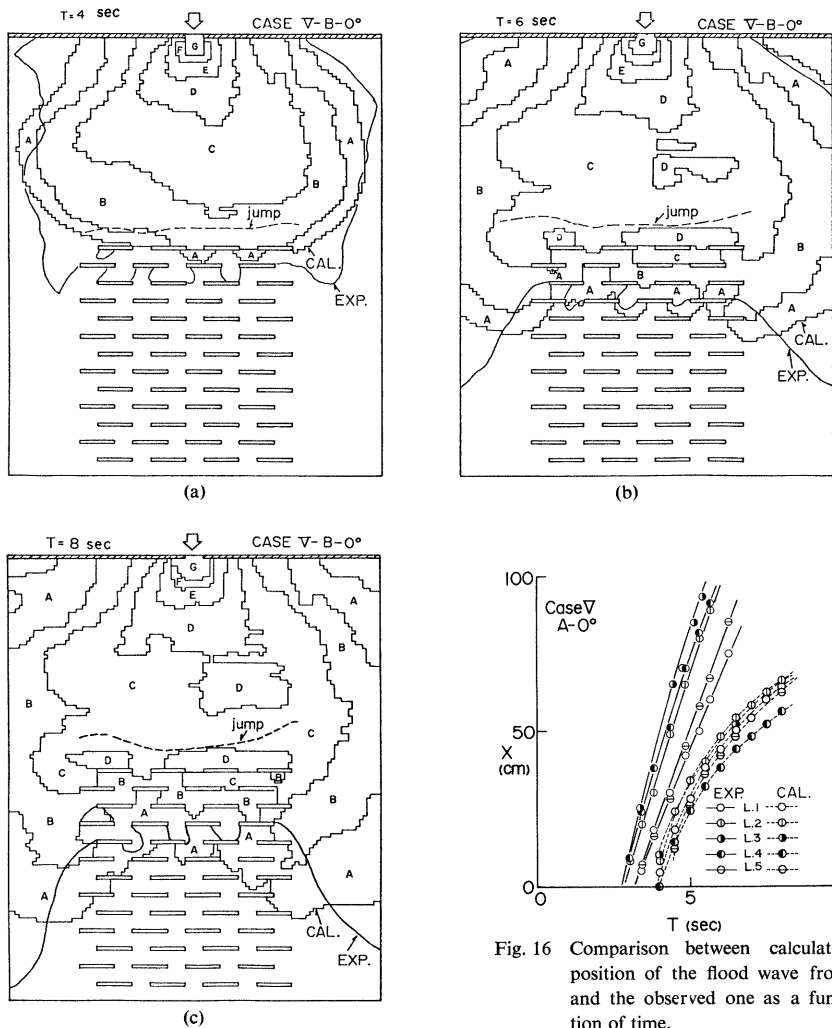 T=4 sec
CASE V-B-0°
F
G
E
D
C
A
A
B
B
jump
A
A
CAL.
EXP.
(a)
T=6 sec
CASE V-B-0°
A
F
G
E
D
A
C
D
B
B
jump
D
D
C
A
B
A
A
A
A
A
B
A
CAL.
EXP.
(b)
T=8 sec
CASE V-B-0°
A
G
F
E
D
A
C
D
B
B
jump
C
C
D
D
B
C
B
B
A
B
B
A
A
A
A
CAL.
EXP.
(c)
100
Case V
A-0°
50
X
(cm)
EXP. CAL.
L.1
L.2
L.3
L.4
L.5
0
0
5
T (sec)
Fig. 16 Comparison between calculat
position of the flood wave fro
and the observed one as a fun
tion of time.